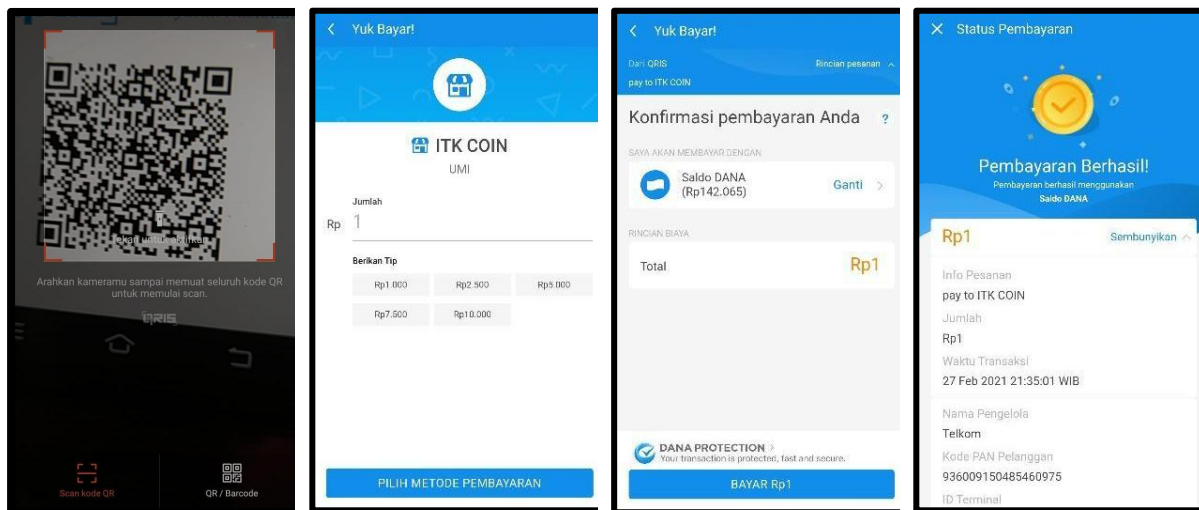 Tekan untuk aktifkan
Arahkan kameramu sampai memuat seluruh kode QR
untuk memulai scan.
QRIS
Scan kode QR
QR / Barcode
Yuk Bayar!
ITK COIN
UMI
Jumlah
Rp 1
Berikan Tip
Rp1.000 Rp2.500 Rp5.000
Rp7.500 Rp10.000
PILIH METODE PEMBAYARAN
Yuk Bayar!
Dari QRIS Rincian pesanan
pay to ITK COIN
Konfirmasi pembayaran Anda ?
SAYA AKAN MEMBAYAR DENGAN
Saldo DANA
(Rp142.065) Ganti
RINCIAN BIAYA
Total Rp1
DANA PROTECTION
Your transaction is protected, fast and secure.
BAYAR Rp1
Status Pembayaran
Pembayaran Berhasil!
Pembayaran berhasil menggunakan
Saldo DANA
Rp1 Sembunyikan
Info Pesanan
pay to ITK COIN
Jumlah
Rp1
Waktu Transaksi
27 Feb 2021 21:35:01 WIB
Nama Pengelola
Telkom
Kode PAN Pelanggan
936009150485460975
ID Terminal